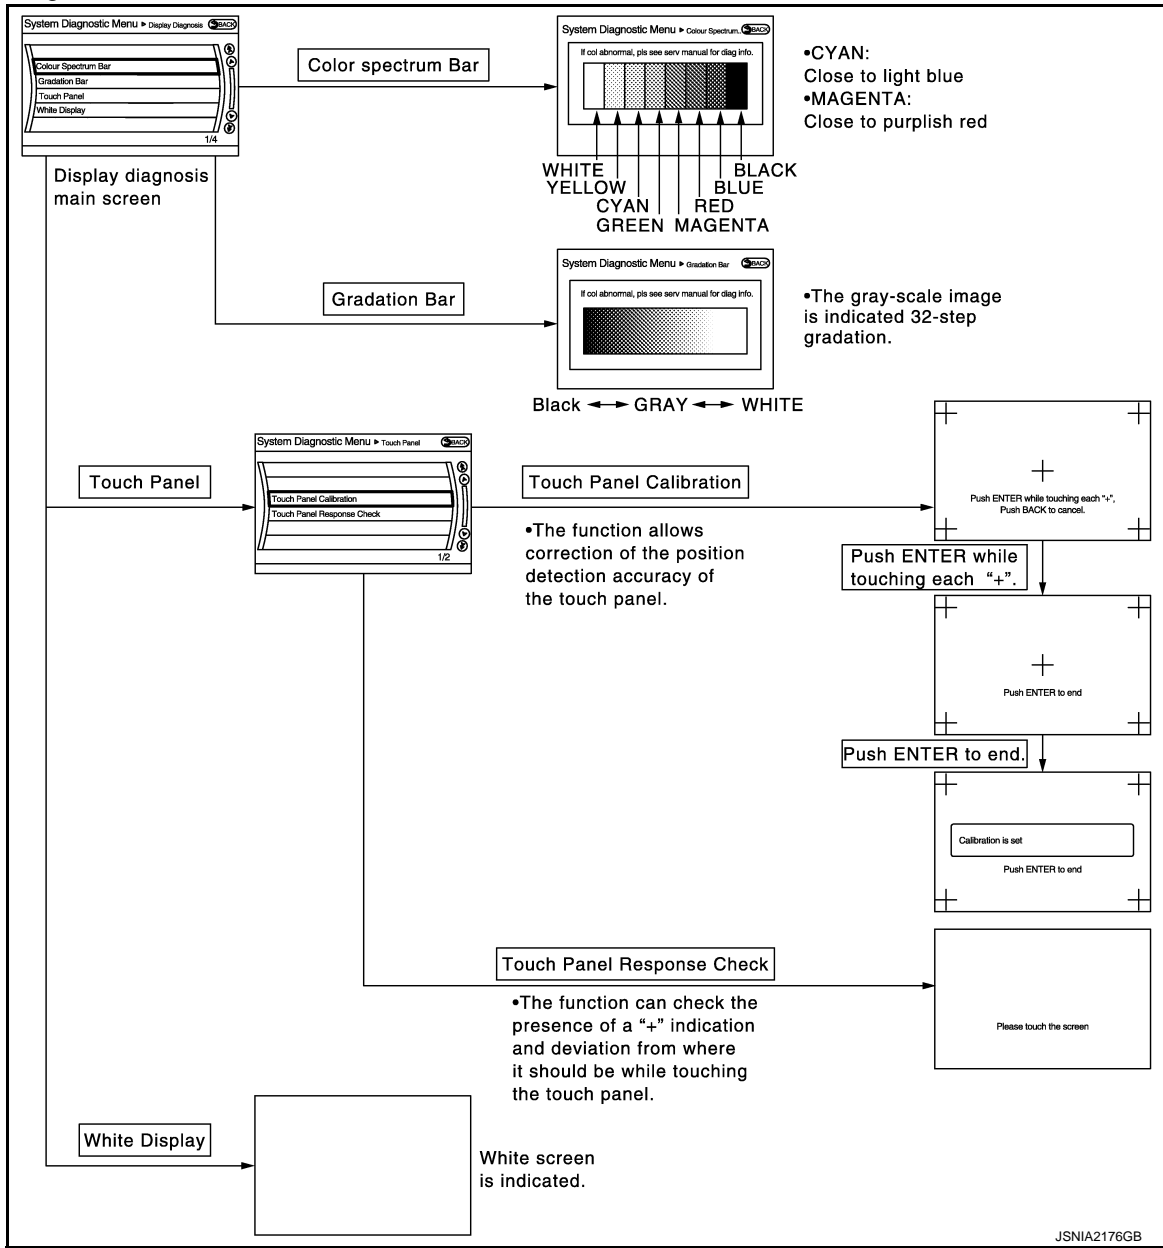 System Diagnostic Menu ▶ Display Diagnosis BACK
Colour Spectrum Bar
Gradation Bar
Touch Panel
White Display
1/4
Display diagnosis
main screen
Color spectrum Bar
System Diagnostic Menu ▶ Colour Spectrum.. BACK
If col abnormal, pls see serv manual for diag info.
WHITE
YELLOW
CYAN
GREEN
MAGENTA
RED
BLUE
BLACK
•CYAN:
Close to light blue
•MAGENTA:
Close to purplish red
Gradation Bar
System Diagnostic Menu ▶ Gradation Bar BACK
If col abnormal, pls see serv manual for diag info.
Black ↔ GRAY ↔ WHITE
•The gray-scale image
is indicated 32-step
gradation.
Touch Panel
System Diagnostic Menu ▶ Touch Panel BACK
Touch Panel Calibration
Touch Panel Response Check
1/2
Touch Panel Calibration
•The function allows
correction of the position
detection accuracy of
the touch panel.
Push ENTER while touching each “+”,
Push BACK to cancel.
Push ENTER while
touching each “+”.
Push ENTER to end
Push ENTER to end.
Calibration is set
Push ENTER to end
Touch Panel Response Check
•The function can check the
presence of a “+” indication
and deviation from where
it should be while touching
the touch panel.
Please touch the screen
White Display
White screen
is indicated.
JSNIA2176GB